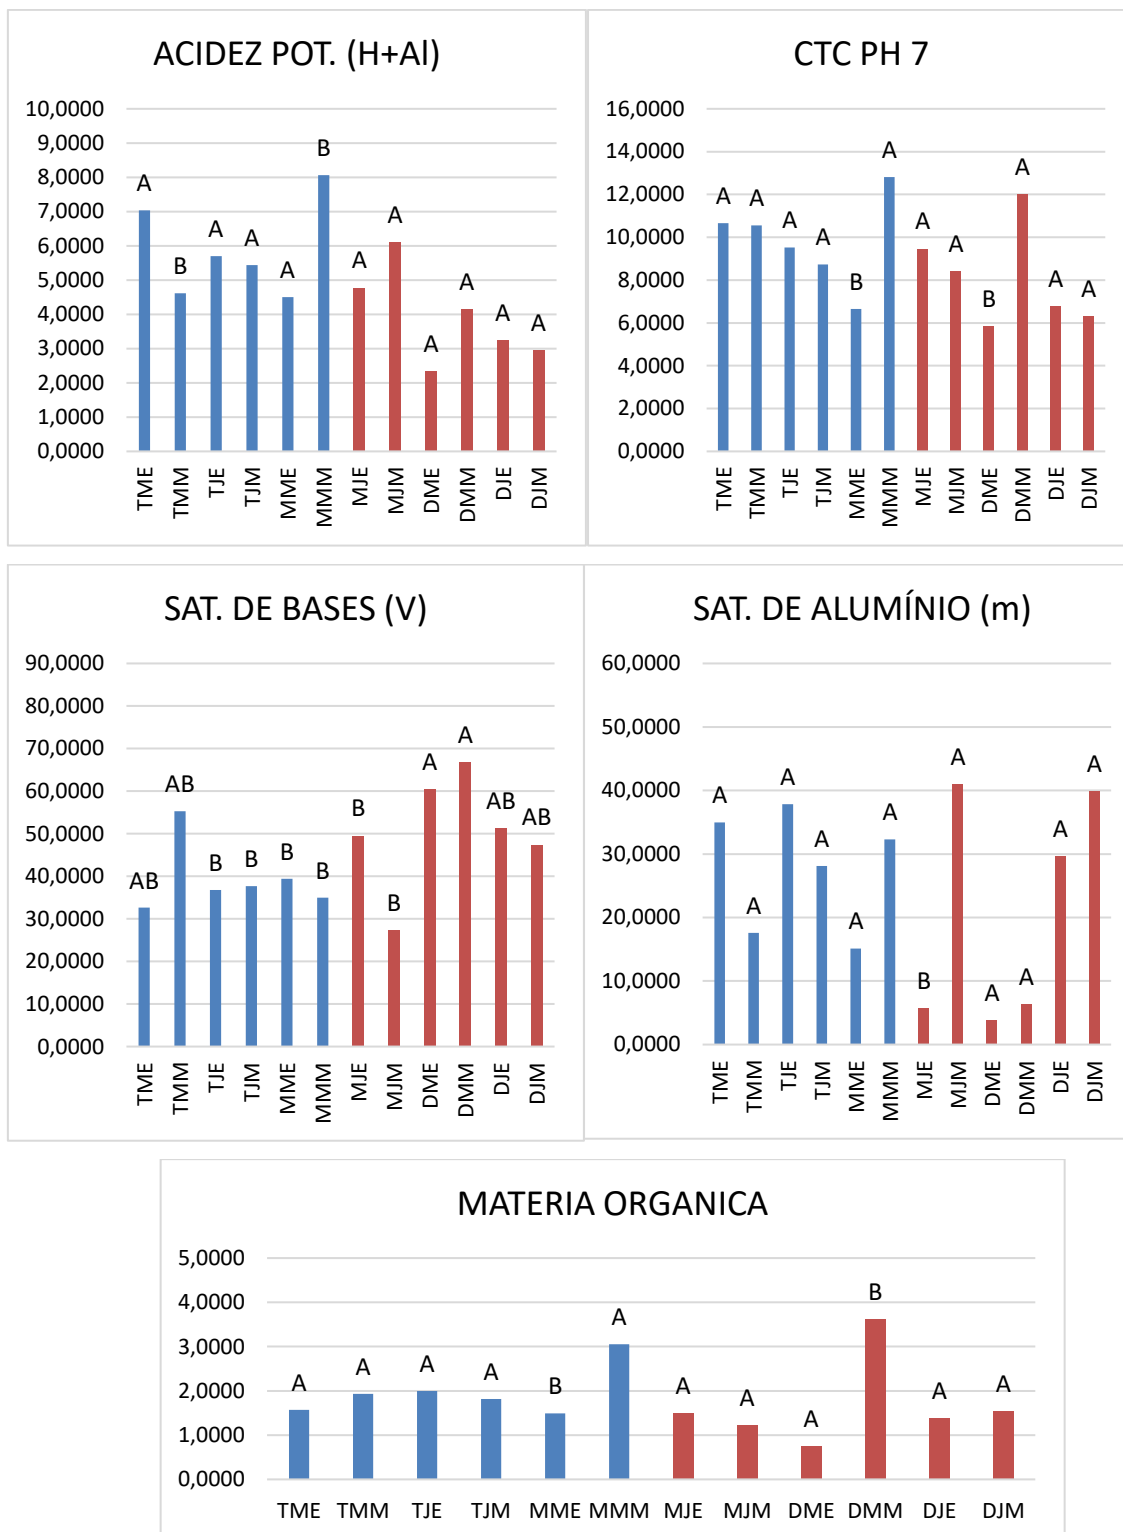 ACIDEZ POT. (H+Al)
10,0000
9,0000
8,0000
7,0000
6,0000
5,0000
4,0000
3,0000
2,0000
1,0000
0,0000
A B A A A B A A A A A A
TME TMM TJE TJM MME MMM MJE MJM DME DMM DJE DJM
CTC PH 7
16,0000
14,0000
12,0000
10,0000
8,0000
6,0000
4,0000
2,0000
0,0000
A A A A B A A A B A A A
TME TMM TJE TJM MME MMM MJE MJM DME DMM DJE DJM
SAT. DE BASES (V)
90,0000
80,0000
70,0000
60,0000
50,0000
40,0000
30,0000
20,0000
10,0000
0,0000
AB AB B B B B B B A A AB AB
TME TMM TJE TJM MME MMM MJE MJM DME DMM DJE DJM
SAT. DE ALUMÍNIO (m)
60,0000
50,0000
40,0000
30,0000
20,0000
10,0000
0,0000
A A A A A A B A A A A A
TME TMM TJE TJM MME MMM MJE MJM DME DMM DJE DJM
MATERIA ORGANICA
5,0000
4,0000
3,0000
2,0000
1,0000
0,0000
A A A A B A A A A B A A
TME TMM TJE TJM MME MMM MJE MJM DME DMM DJE DJM